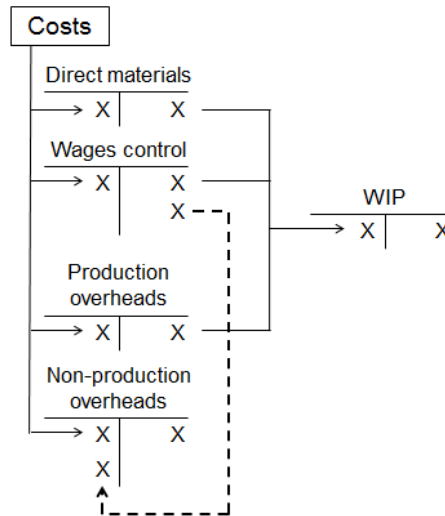 Costs
Direct materials
X X
Wages control
X X
X
WIP
X X
Production
overheads
X X
Non-production
overheads
X X
X